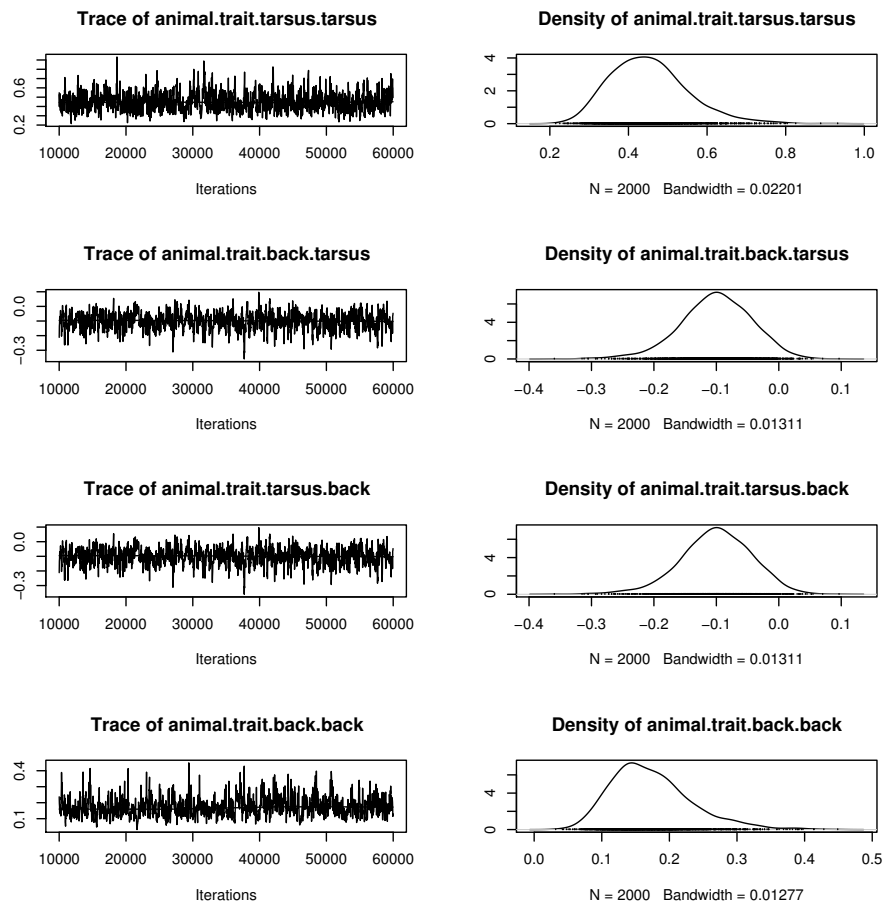 Trace of animal.trait.tarsus.tarsus
0.2 0.6
10000 20000 30000 40000 50000 60000
Iterations
Density of animal.trait.tarsus.tarsus
0 2 4
0.2 0.4 0.6 0.8 1.0
N = 2000 Bandwidth = 0.02201
Trace of animal.trait.back.tarsus
−0.3 0.0
10000 20000 30000 40000 50000 60000
Iterations
Density of animal.trait.back.tarsus
0 4
−0.4 −0.3 −0.2 −0.1 0.0 0.1
N = 2000 Bandwidth = 0.01311
Trace of animal.trait.tarsus.back
−0.3 0.0
10000 20000 30000 40000 50000 60000
Iterations
Density of animal.trait.tarsus.back
0 4
−0.4 −0.3 −0.2 −0.1 0.0 0.1
N = 2000 Bandwidth = 0.01311
Trace of animal.trait.back.back
0.1 0.4
10000 20000 30000 40000 50000 60000
Iterations
Density of animal.trait.back.back
0 4
0.0 0.1 0.2 0.3 0.4 0.5
N = 2000 Bandwidth = 0.01277